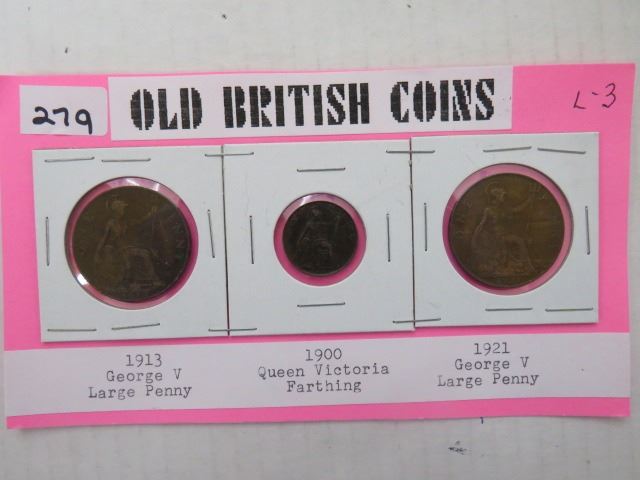 279
OLD BRITISH COINS
L-3
1913
George V
Large Penny
1900
Queen Victoria
Farthing
1921
George V
Large Penny